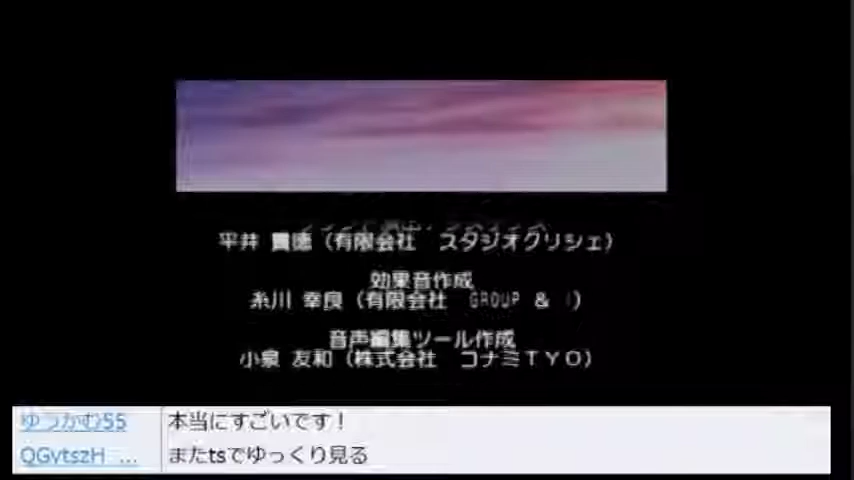 平井 貫徳（有限会社　スタジオグリシェ）
効果音作成
糸川 幸良（有限会社　GROUP & I）
音声編集ツール作成
小泉 友和（株式会社　コナミＴＹＯ）
ゆうかむ55 本当にすごいです！
QGvtszH ... またtsでゆっくり見る